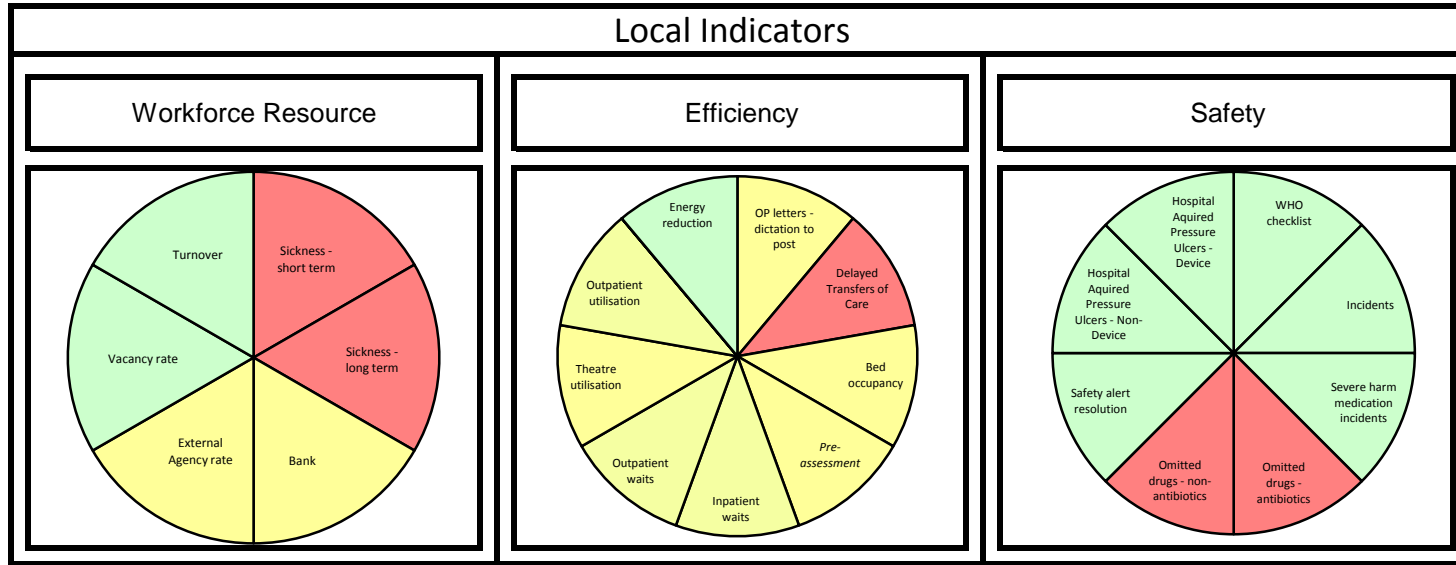 Local Indicators
Workforce Resource
Efficiency
Safety
Turnover
Sickness -
short term
Vacancy rate
Sickness -
long term
External
Agency rate
Bank
Energy
reduction
OP letters -
dictation to
post
Outpatient
utilisation
Delayed
Transfers of
Care
Theatre
utilisation
Bed
occupancy
Outpatient
waits
Pre-
assessment
Inpatient
waits
Hospital
Aquired
Pressure
Ulcers -
Device
WHO
checklist
Hospital
Aquired
Pressure
Ulcers - Non-
Device
Incidents
Safety alert
resolution
Severe harm
medication
incidents
Omitted
drugs - non-
antibiotics
Omitted
drugs -
antibiotics